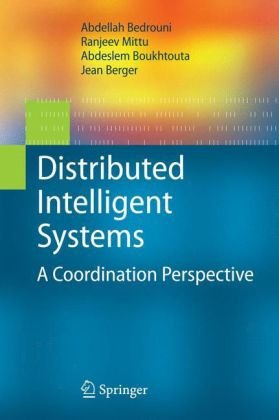 Abdellah Bedrouni
Ranjeev Mittu
Abdeslem Boukhtouta
Jean Berger
Distributed
Intelligent
Systems
A Coordination Perspective
Springer